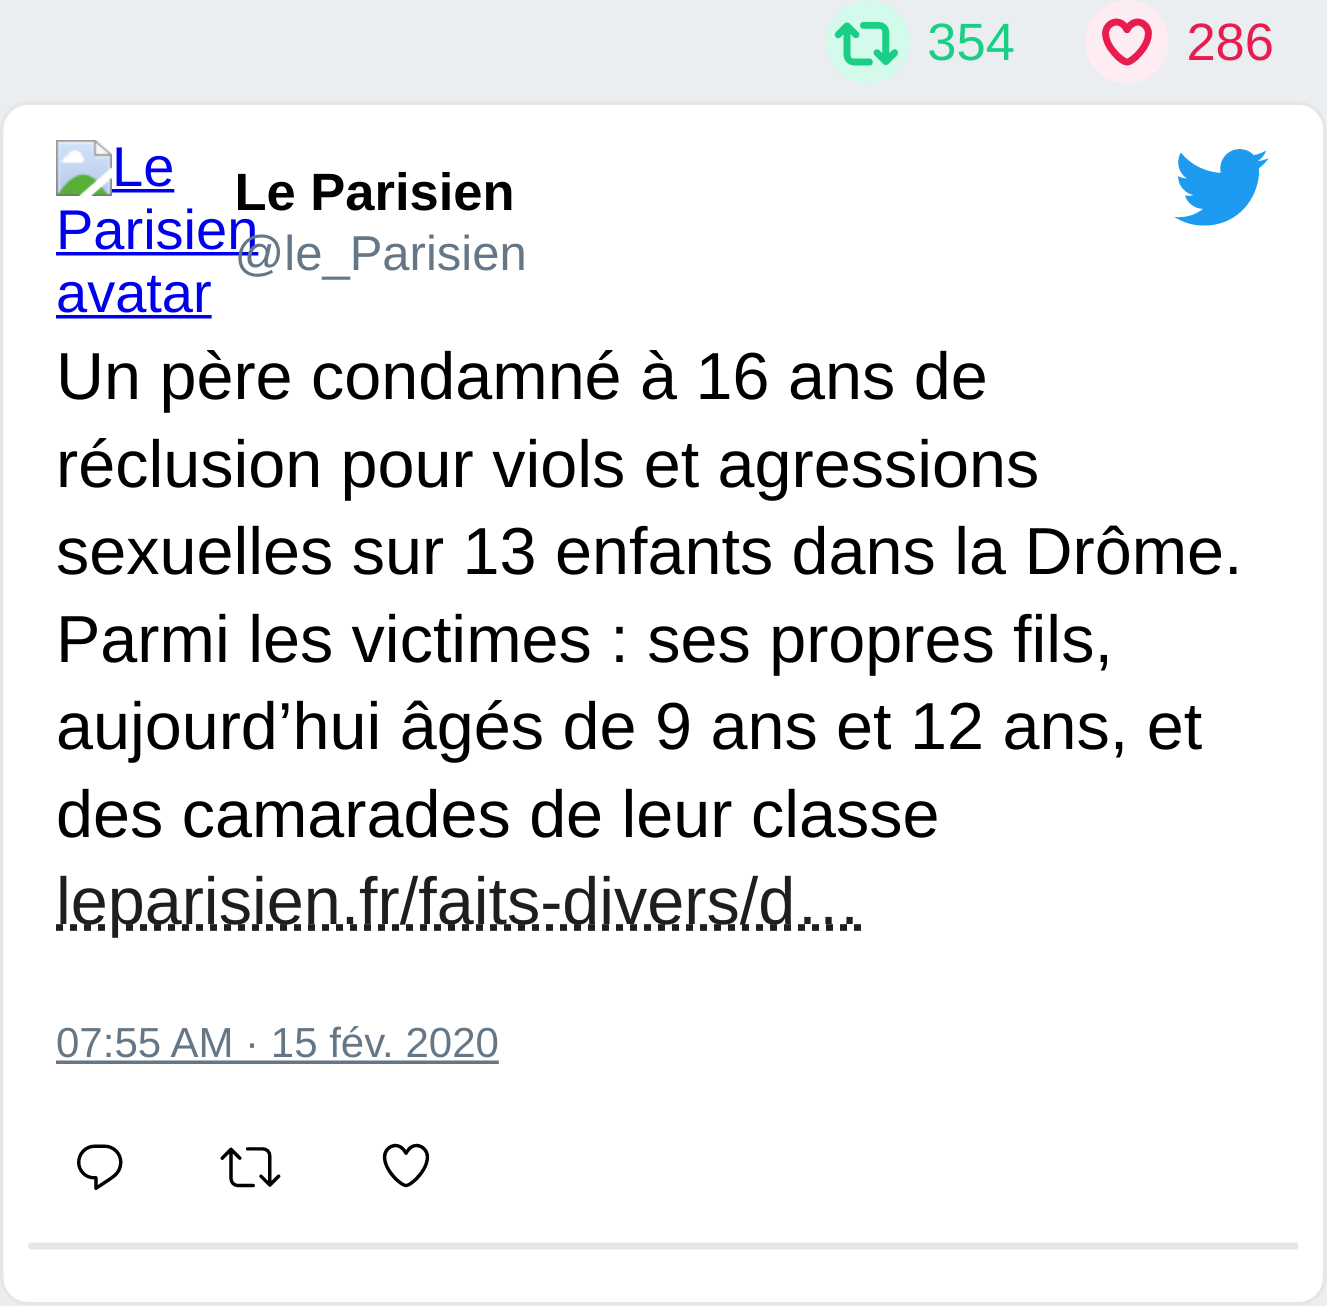 354 286
Le
Parisien
avatar
Le Parisien
@le_Parisien
Un père condamné à 16 ans de
réclusion pour viols et agressions
sexuelles sur 13 enfants dans la Drôme.
Parmi les victimes : ses propres fils,
aujourd’hui âgés de 9 ans et 12 ans, et
des camarades de leur classe
leparisien.fr/faits-divers/d…
07:55 AM · 15 fév. 2020